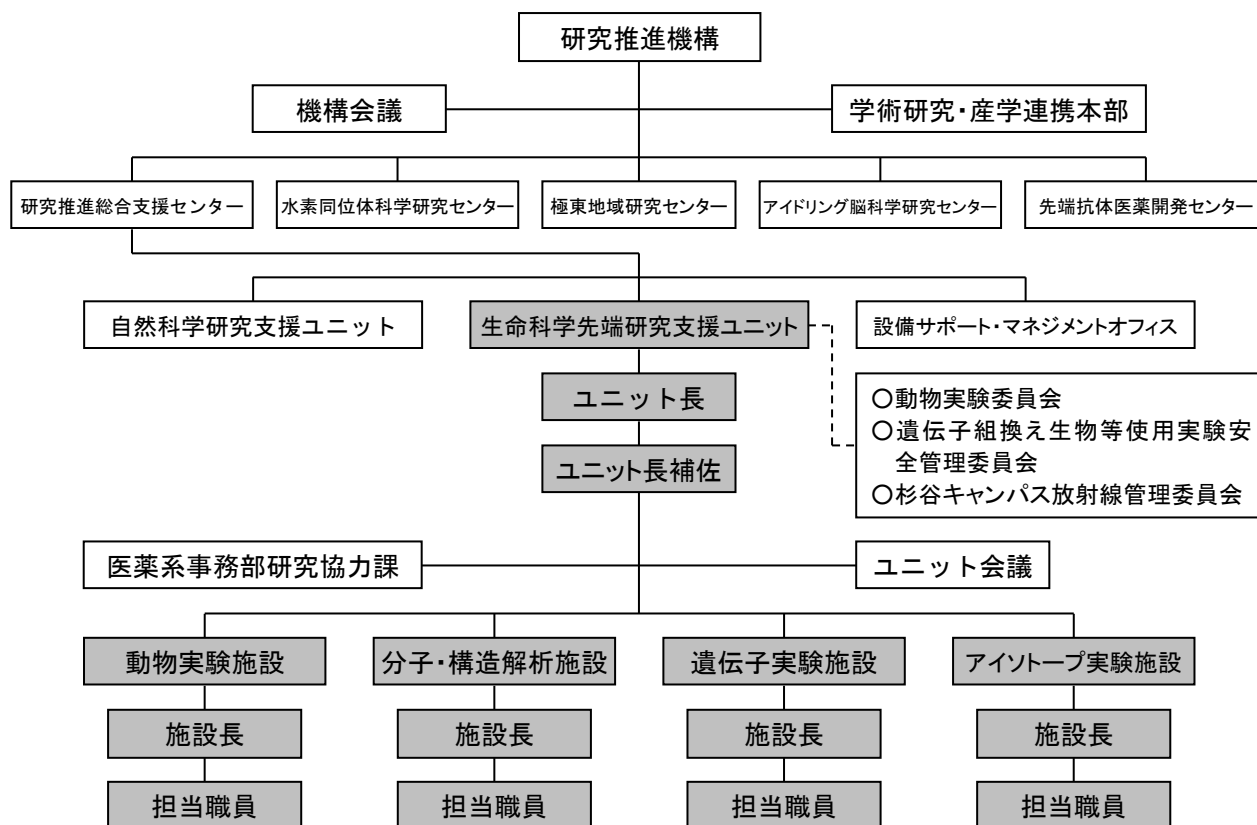 研究推進機構
機構会議
学術研究・産学連携本部
研究推進総合支援センター
水素同位体科学研究センター
極東地域研究センター
アイドリング脳科学研究センター
先端抗体医薬開発センター
自然科学研究支援ユニット
生命科学先端研究支援ユニット
設備サポート・マネジメントオフィス
ユニット長
ユニット長補佐
○動物実験委員会
○遺伝子組換え生物等使用実験安
全管理委員会
○杉谷キャンパス放射線管理委員会
医薬系事務部研究協力課
ユニット会議
動物実験施設
分子・構造解析施設
遺伝子実験施設
アイソトープ実験施設
施設長
施設長
施設長
施設長
担当職員
担当職員
担当職員
担当職員